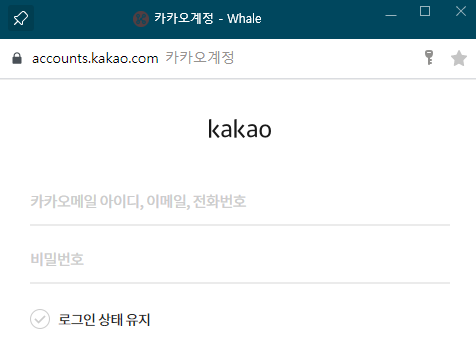 카카오계정 - Whale
accounts.kakao.com 카카오계정
kakao
카카오메일 아이디, 이메일, 전화번호
비밀번호
로그인 상태 유지